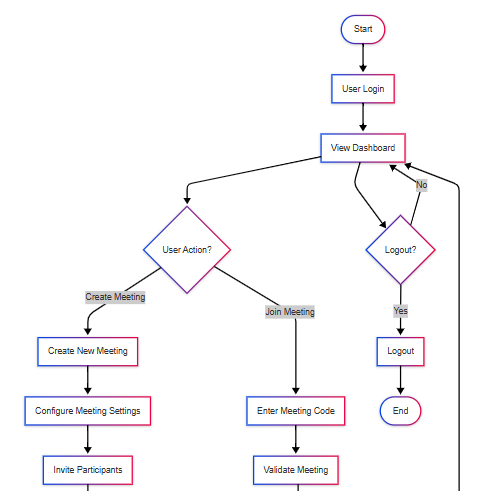 Start
User Login
View Dashboard
No
User Action?
Logout?
Create Meeting
Join Meeting
Yes
Create New Meeting
Logout
Configure Meeting Settings
Enter Meeting Code
End
Invite Participants
Validate Meeting